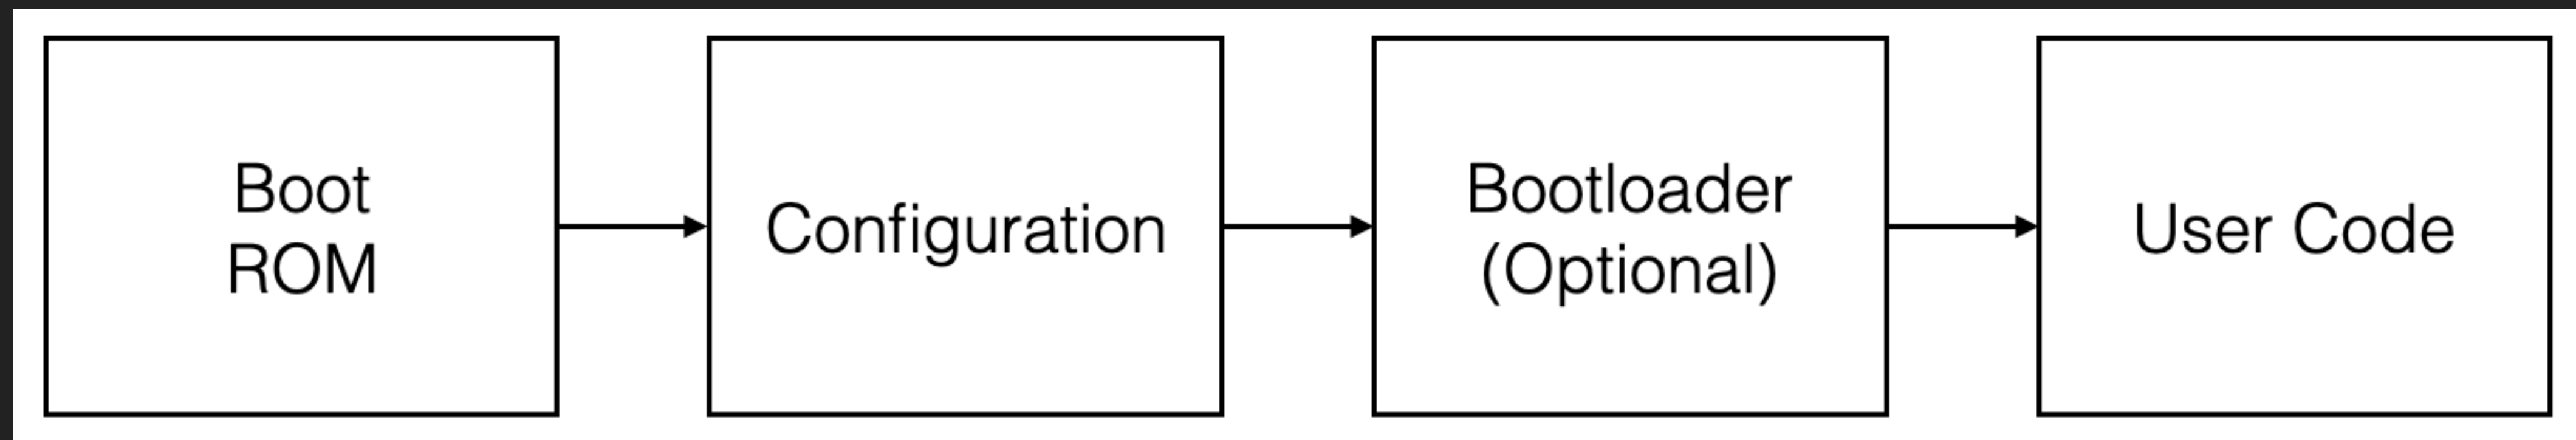 Boot
ROM
Configuration
Bootloader
(Optional)
User Code